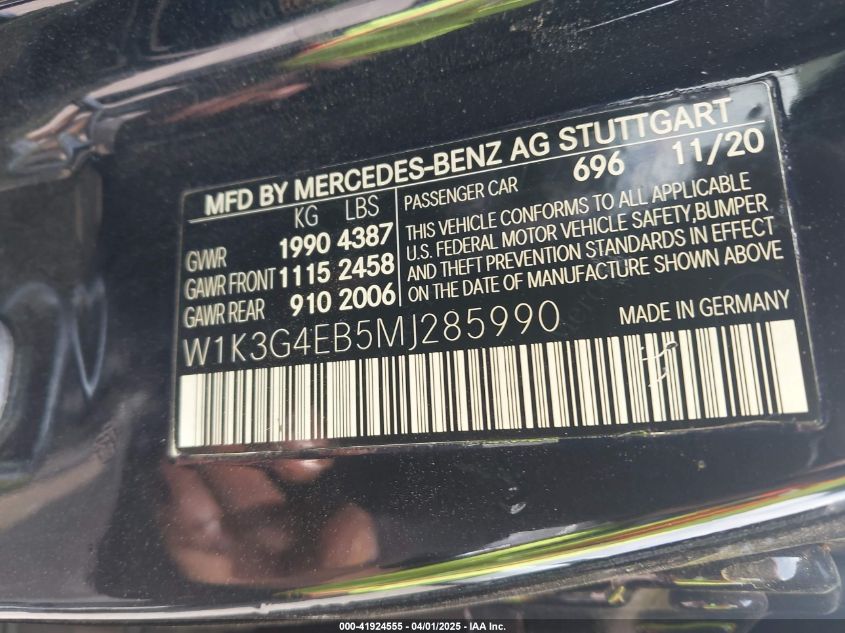 MFD BY MERCEDES-BENZ AG STUTTGART
KG LBS
GVWR 1990 4387
GAWR FRONT 1115 2458
GAWR REAR 910 2006
PASSENGER CAR 696 11/20
THIS VEHICLE CONFORMS TO ALL APPLICABLE
U.S. FEDERAL MOTOR VEHICLE SAFETY,BUMPER
AND THEFT PREVENTION STANDARDS IN EFFECT
ON THE DATE OF MANUFACTURE SHOWN ABOVE
W1K3G4EB5MJ285990
MADE IN GERMANY
000-41924555 - 04/01/2025 - IAA Inc.